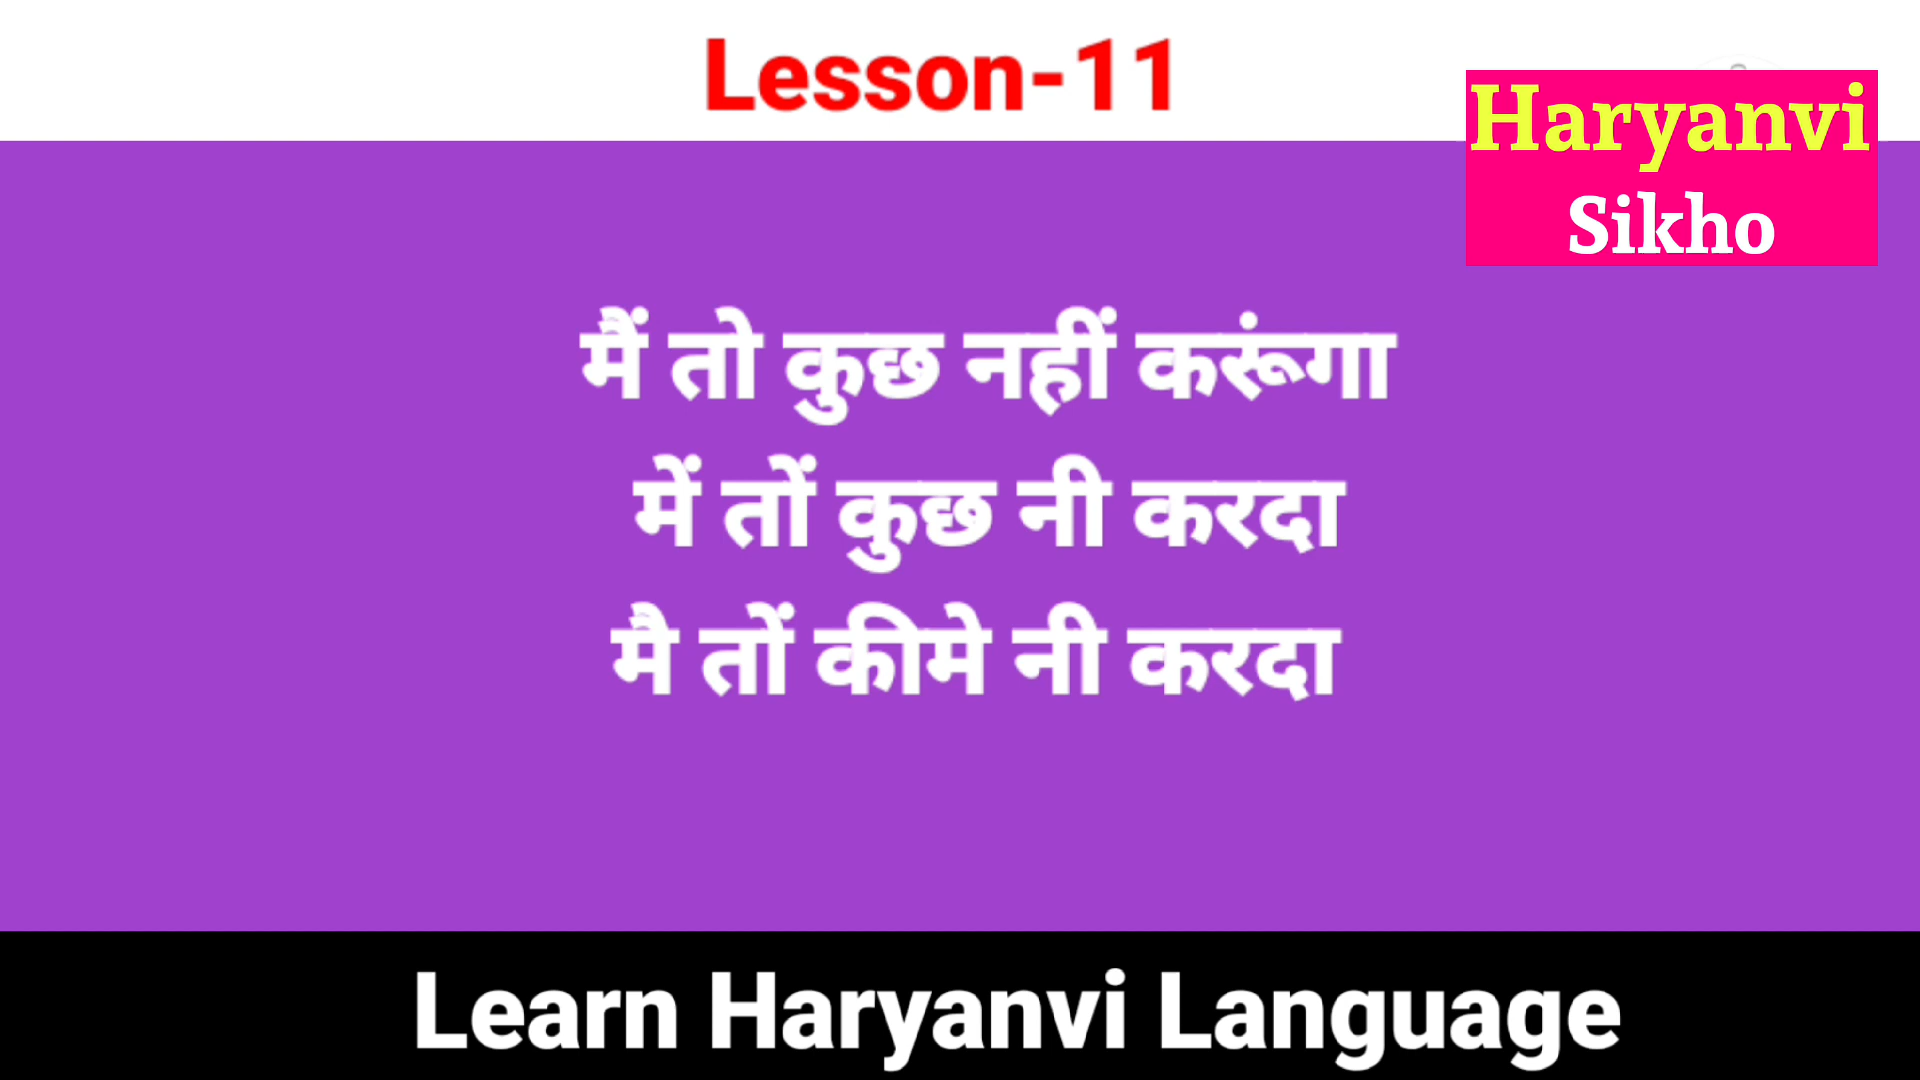 Lesson-11
Haryanvi
Sikho
मैं तो कुछ नहीं करूंगा
में तों कुछ नी करदा
मै तों कीमे नी करदा
Learn Haryanvi Language